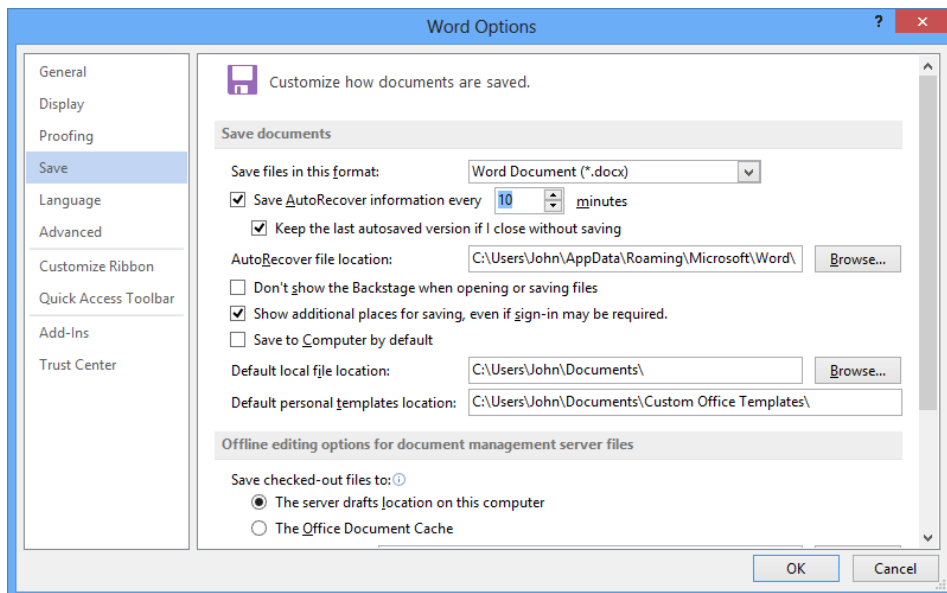 Word Options
?
General
Display
Proofing
Save
Language
Advanced
Customize Ribbon
Quick Access Toolbar
Add-Ins
Trust Center
Customize how documents are saved.
Save documents
Save files in this format: Word Document (*.docx)
Save AutoRecover information every 10 minutes
Keep the last autosaved version if I close without saving
AutoRecover file location: C:\Users\John\AppData\Roaming\Microsoft\Word\ Browse...
Don't show the Backstage when opening or saving files
Show additional places for saving, even if sign-in may be required.
Save to Computer by default
Default local file location: C:\Users\John\Documents\ Browse...
Default personal templates location: C:\Users\John\Documents\Custom Office Templates\
Offline editing options for document management server files
Save checked-out files to:
The server drafts location on this computer
The Office Document Cache
OK Cancel